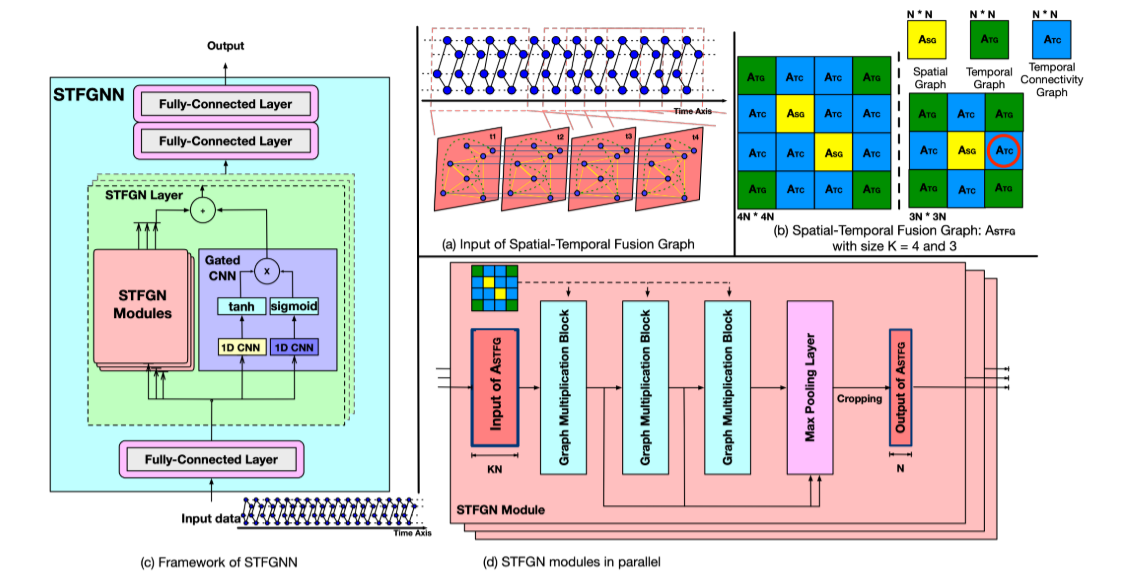 Output
STFGNN
Fully-Connected Layer
Fully-Connected Layer
STFGN Layer
+
Gated
CNN
x
STFGN
Modules
tanh
sigmoid
1D CNN
1D CNN
Fully-Connected Layer
Input data
Time Axis
(c) Framework of STFGNN
Time Axis
t1
t2
t3
t4
(a) Input of Spatial-Temporal Fusion Graph
N * N
N * N
N * N
ASG
ATG
ATC
Spatial
Graph
Temporal
Graph
Temporal
Connectivity
Graph
ATG ATC ATC ATG
ATC ASG ATC ATC
ATC ATC ASG ATC
ATG ATC ATC ATG
4N * 4N
ATG ATC ATG
ATC ASG ATC
ATG ATC ATG
3N * 3N
(b) Spatial-Temporal Fusion Graph: ASTFG
with size K = 4 and 3
Input of ASTFG
KN
Graph Multiplication Block
Graph Multiplication Block
Graph Multiplication Block
Max Pooling Layer
Cropping
Output of ASTFG
N
STFGN Module
(d) STFGN modules in parallel